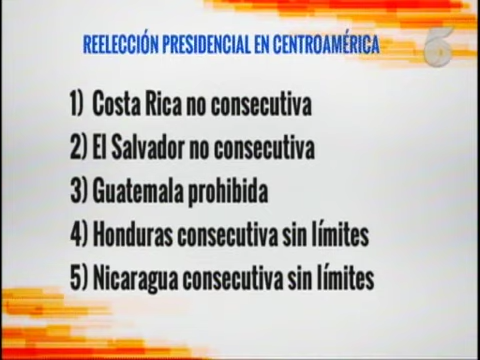 REELECCIÓN PRESIDENCIAL EN CENTROAMÉRICA
6
1) Costa Rica no consecutiva
2) El Salvador no consecutiva
3) Guatemala prohibida
4) Honduras consecutiva sin límites
5) Nicaragua consecutiva sin límites